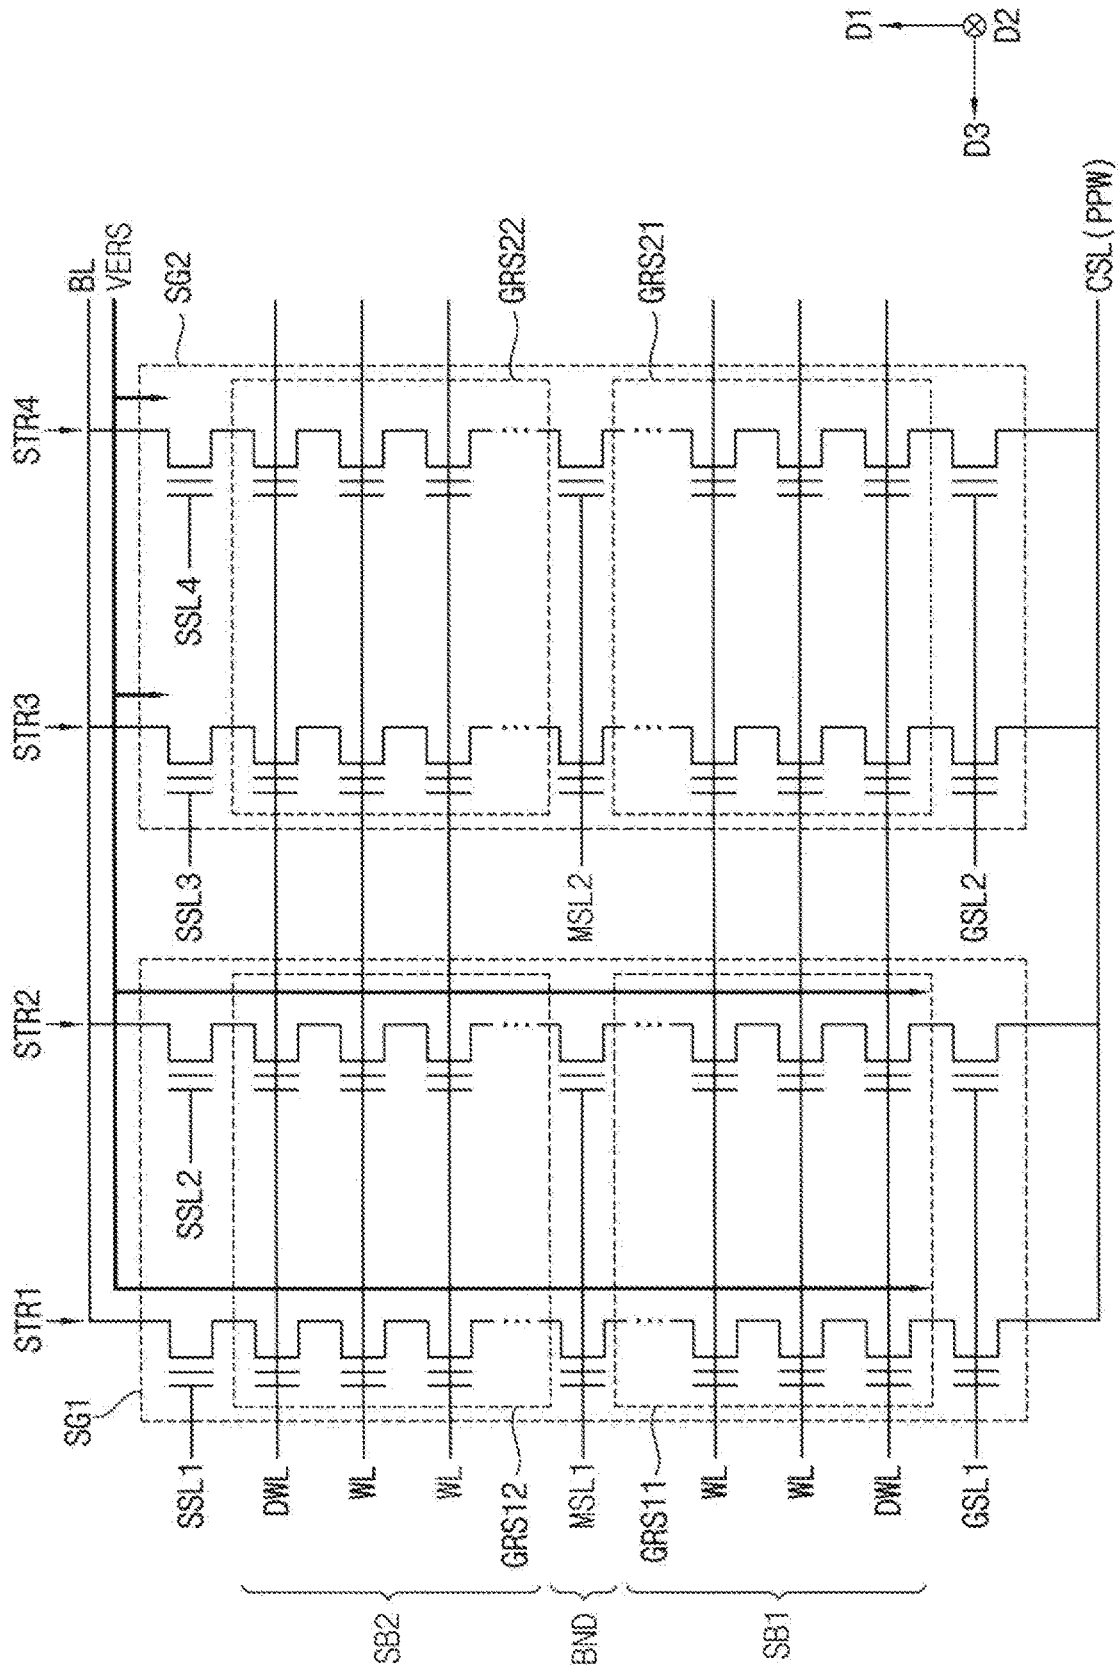 STR1
STR2
STR3
STR4
BL
VERS
SG1
SG2
SSL1
SSL2
SSL3
SSL4
DWL
WL
WL
GRS12
GRS22
MSL1
MSL2
GRS11
GRS21
WL
WL
DWL
GSL1
GSL2
CSL(PPW)
SB2
BND
SB1
D1
D2
D3